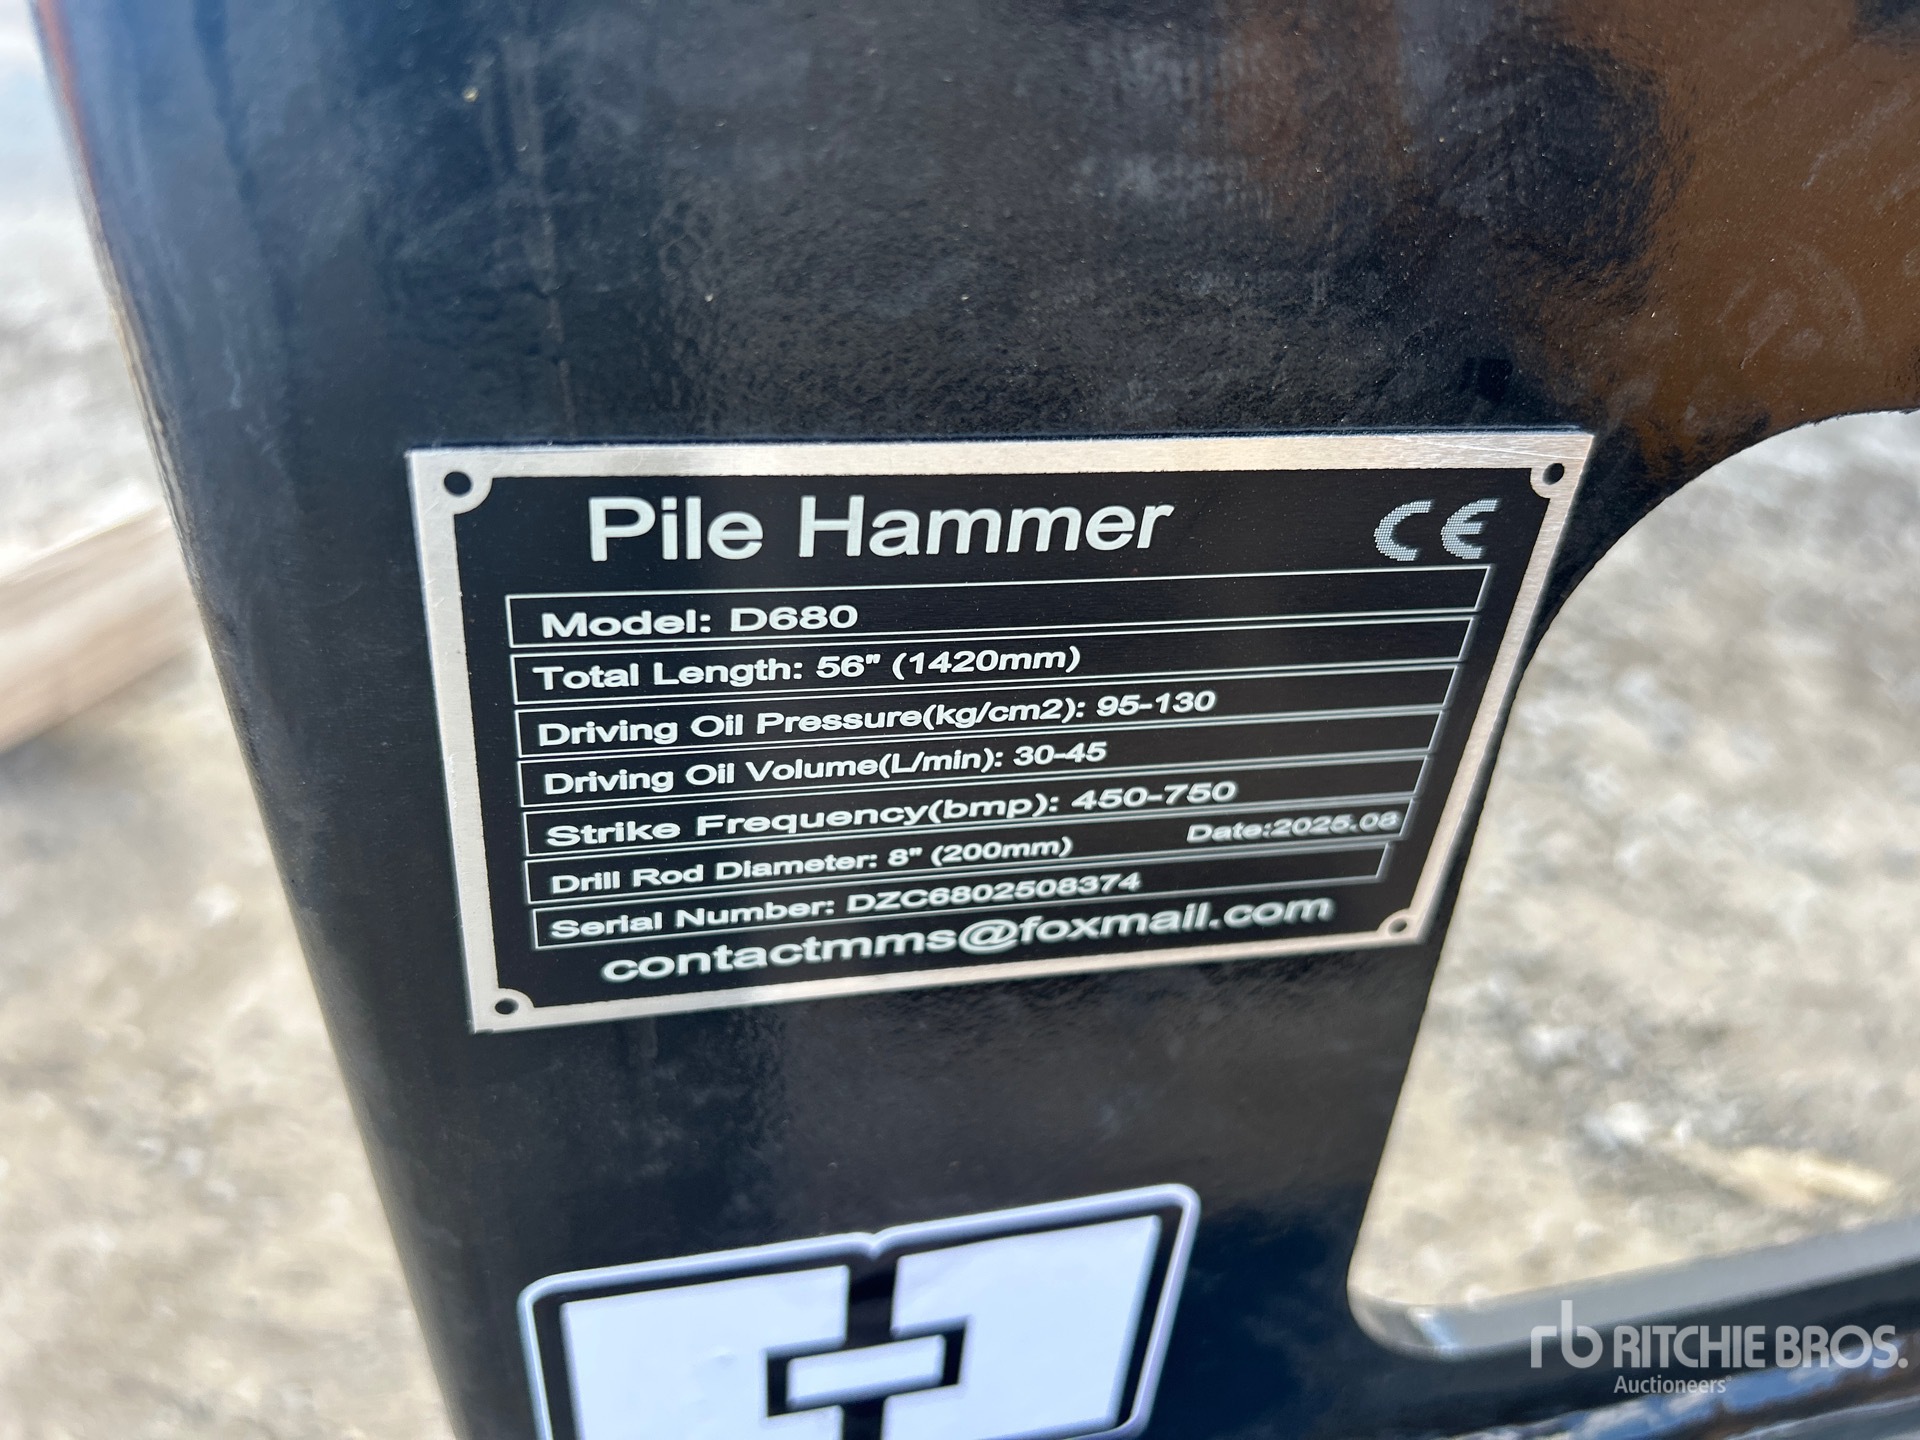 Pile Hammer CE
Model: D680
Total Length: 56" (1420mm)
Driving Oil Pressure(kg/cm2): 95-130
Driving Oil Volume(L/min): 30-45
Strike Frequency(bmp): 450-750
Drill Rod Diameter: 8" (200mm) Date:2025.08
Serial Number: DZC6802508374
contactmms@foxmail.com
rb RITCHIE BROS.
Auctioneers